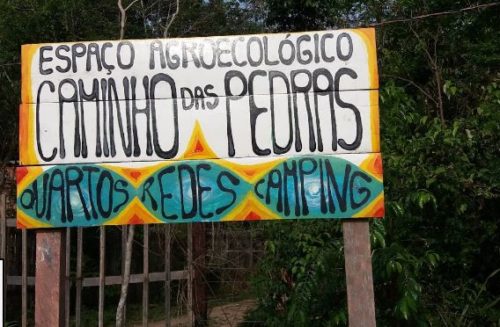 ESPAÇO AGROECOLÓGICO
CAMINHO DAS PEDRAS
QUARTOS REDES CAMPING